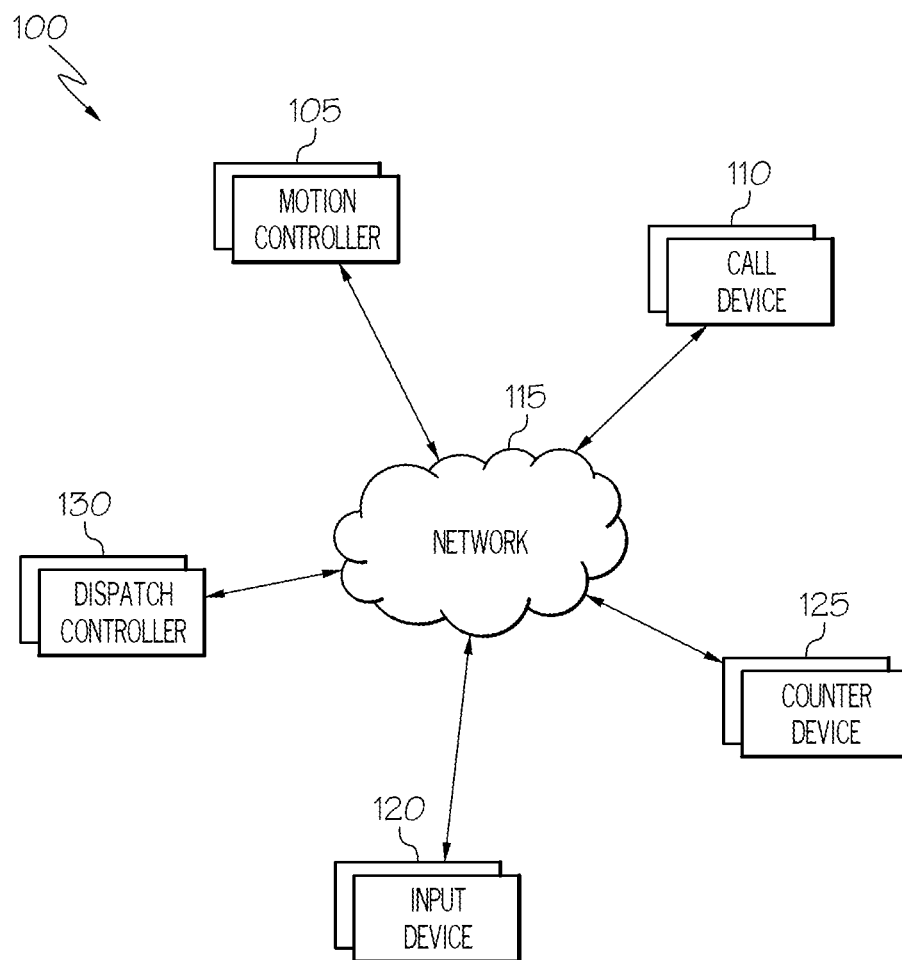 100
105
MOTION
CONTROLLER
110
CALL
DEVICE
115
NETWORK
130
DISPATCH
CONTROLLER
125
COUNTER
DEVICE
120
INPUT
DEVICE